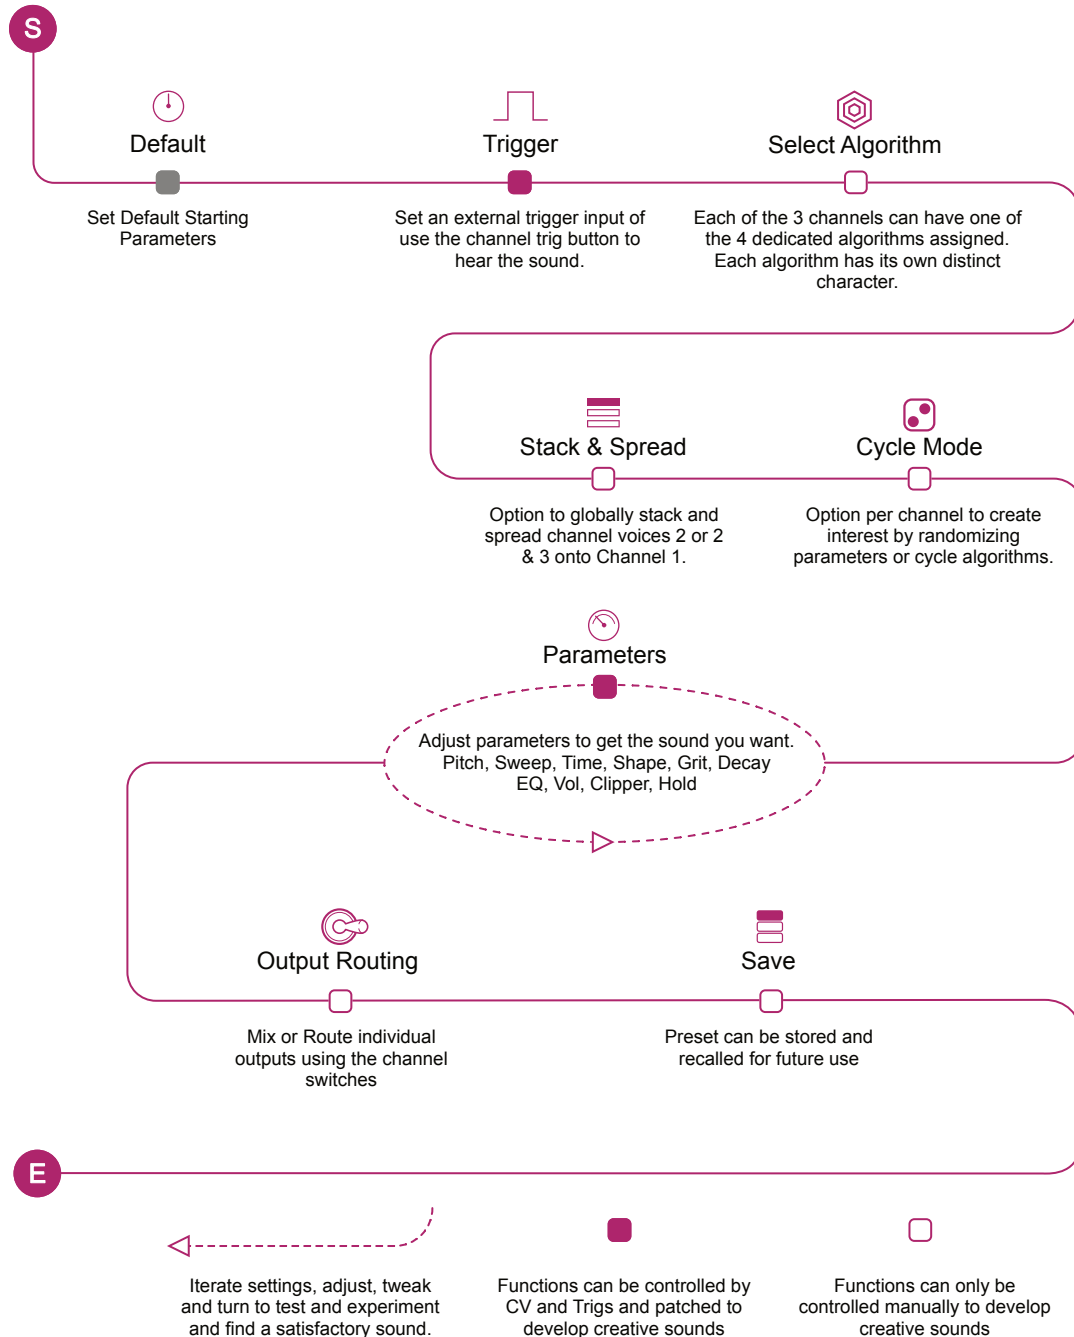 S
Default
Trigger
Select Algorithm
Set Default Starting
Parameters
Set an external trigger input of
use the channel trig button to
hear the sound.
Each of the 3 channels can have one of
the 4 dedicated algorithms assigned.
Each algorithm has its own distinct
character.
Stack & Spread
Cycle Mode
Option to globally stack and
spread channel voices 2 or 2
& 3 onto Channel 1.
Option per channel to create
interest by randomizing
parameters or cycle algorithms.
Parameters
Adjust parameters to get the sound you want.
Pitch, Sweep, Time, Shape, Grit, Decay
EQ, Vol, Clipper, Hold
Output Routing
Save
Mix or Route individual
outputs using the channel
switches
Preset can be stored and
recalled for future use
E
Iterate settings, adjust, tweak
and turn to test and experiment
and find a satisfactory sound.
Functions can be controlled by
CV and Trigs and patched to
develop creative sounds
Functions can only be
controlled manually to develop
creative sounds